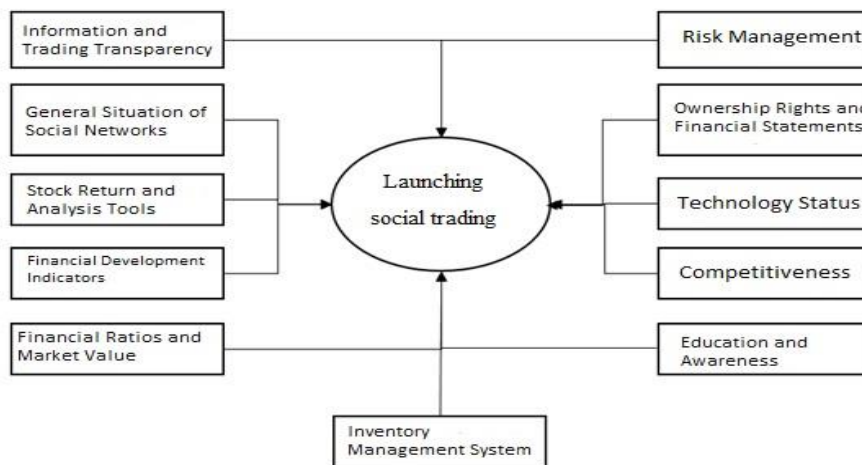 Information and
Trading Transparency
Risk Management
General Situation of
Social Networks
Ownership Rights and
Financial Statements
Launching
social trading
Stock Return and
Analysis Tools
Technology Status
Financial Development
Indicators
Competitiveness
Financial Ratios and
Market Value
Education and
Awareness
Inventory
Management System